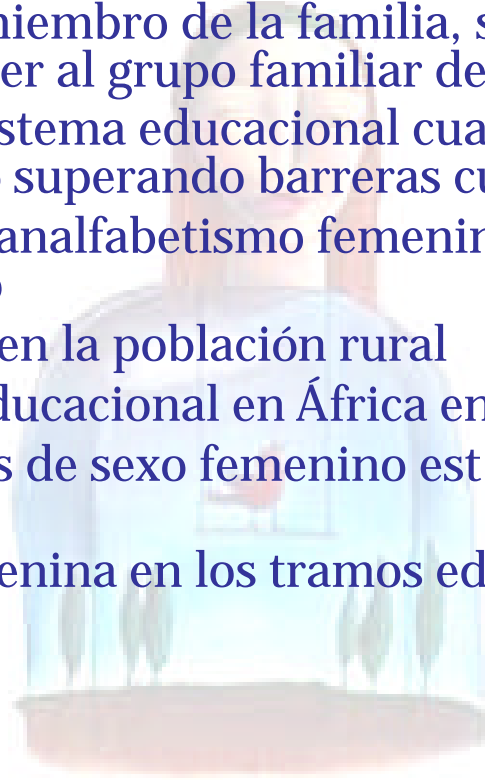 miembro de la familia, s
er al grupo familiar de
stema educacional cua
o superando barreras cu
analfabetismo femenin
o
en la población rural
ducacional en África en
s de sexo femenino est
enina en los tramos ed